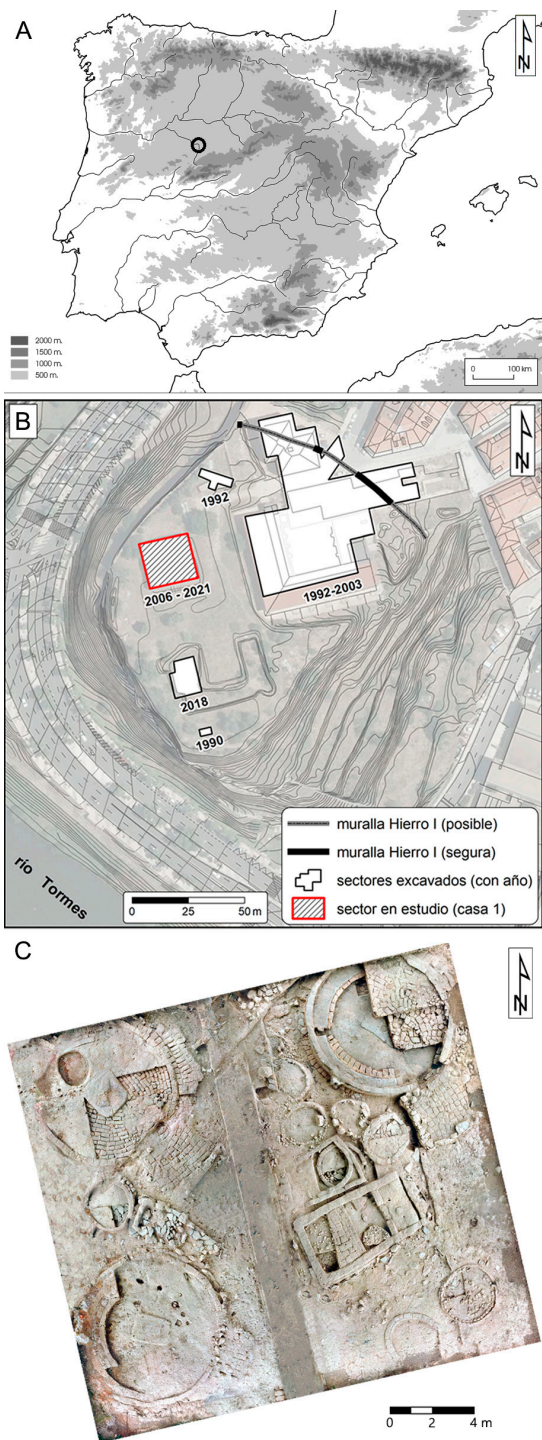 A
N
2000 m.
1500 m.
1000 m.
500 m.
0 100 km
B
N
1992
2006 - 2021
1992-2003
2018
1990
río Tormes
muralla Hierro I (posible)
muralla Hierro I (segura)
sectores excavados (con año)
sector en estudio (casa 1)
0 25 50 m
C
N
0 2 4 m